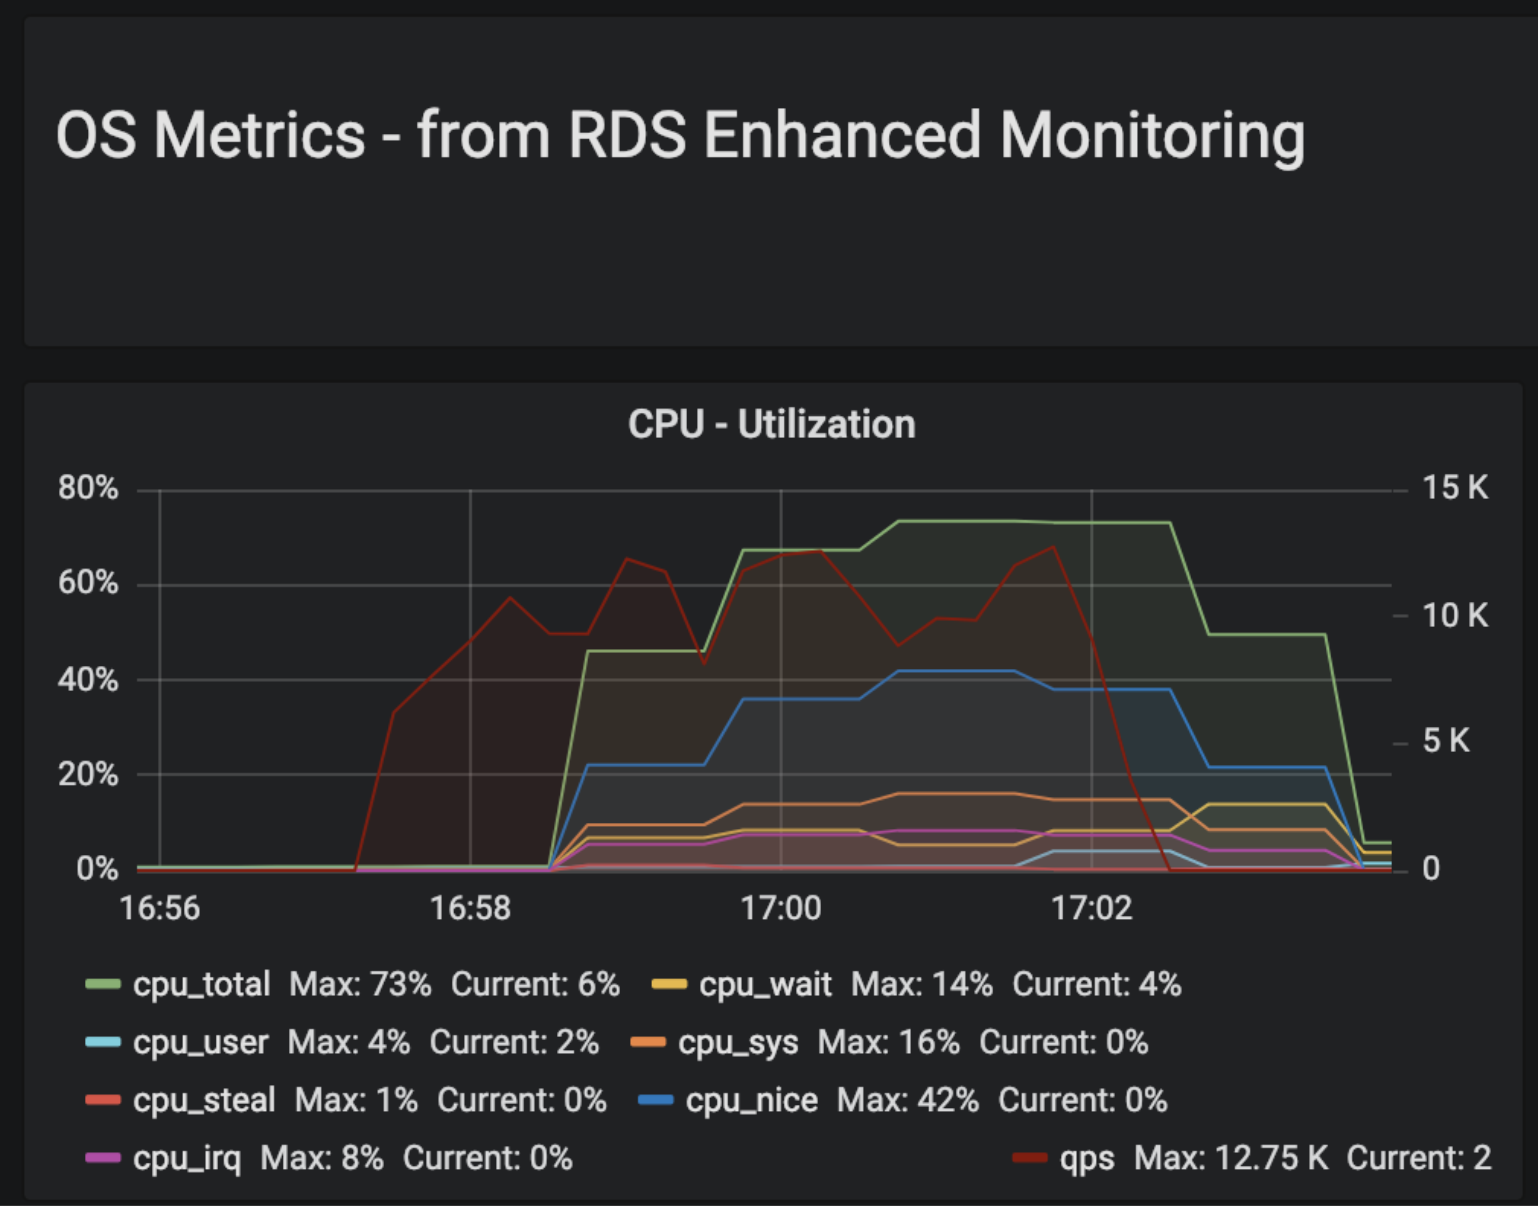 OS Metrics - from RDS Enhanced Monitoring
CPU - Utilization
80%
60%
40%
20%
0%
15 K
10 K
5 K
0
16:56 16:58 17:00 17:02
cpu_total Max: 73% Current: 6% cpu_wait Max: 14% Current: 4%
cpu_user Max: 4% Current: 2% cpu_sys Max: 16% Current: 0%
cpu_steal Max: 1% Current: 0% cpu_nice Max: 42% Current: 0%
cpu_irq Max: 8% Current: 0% qps Max: 12.75 K Current: 2